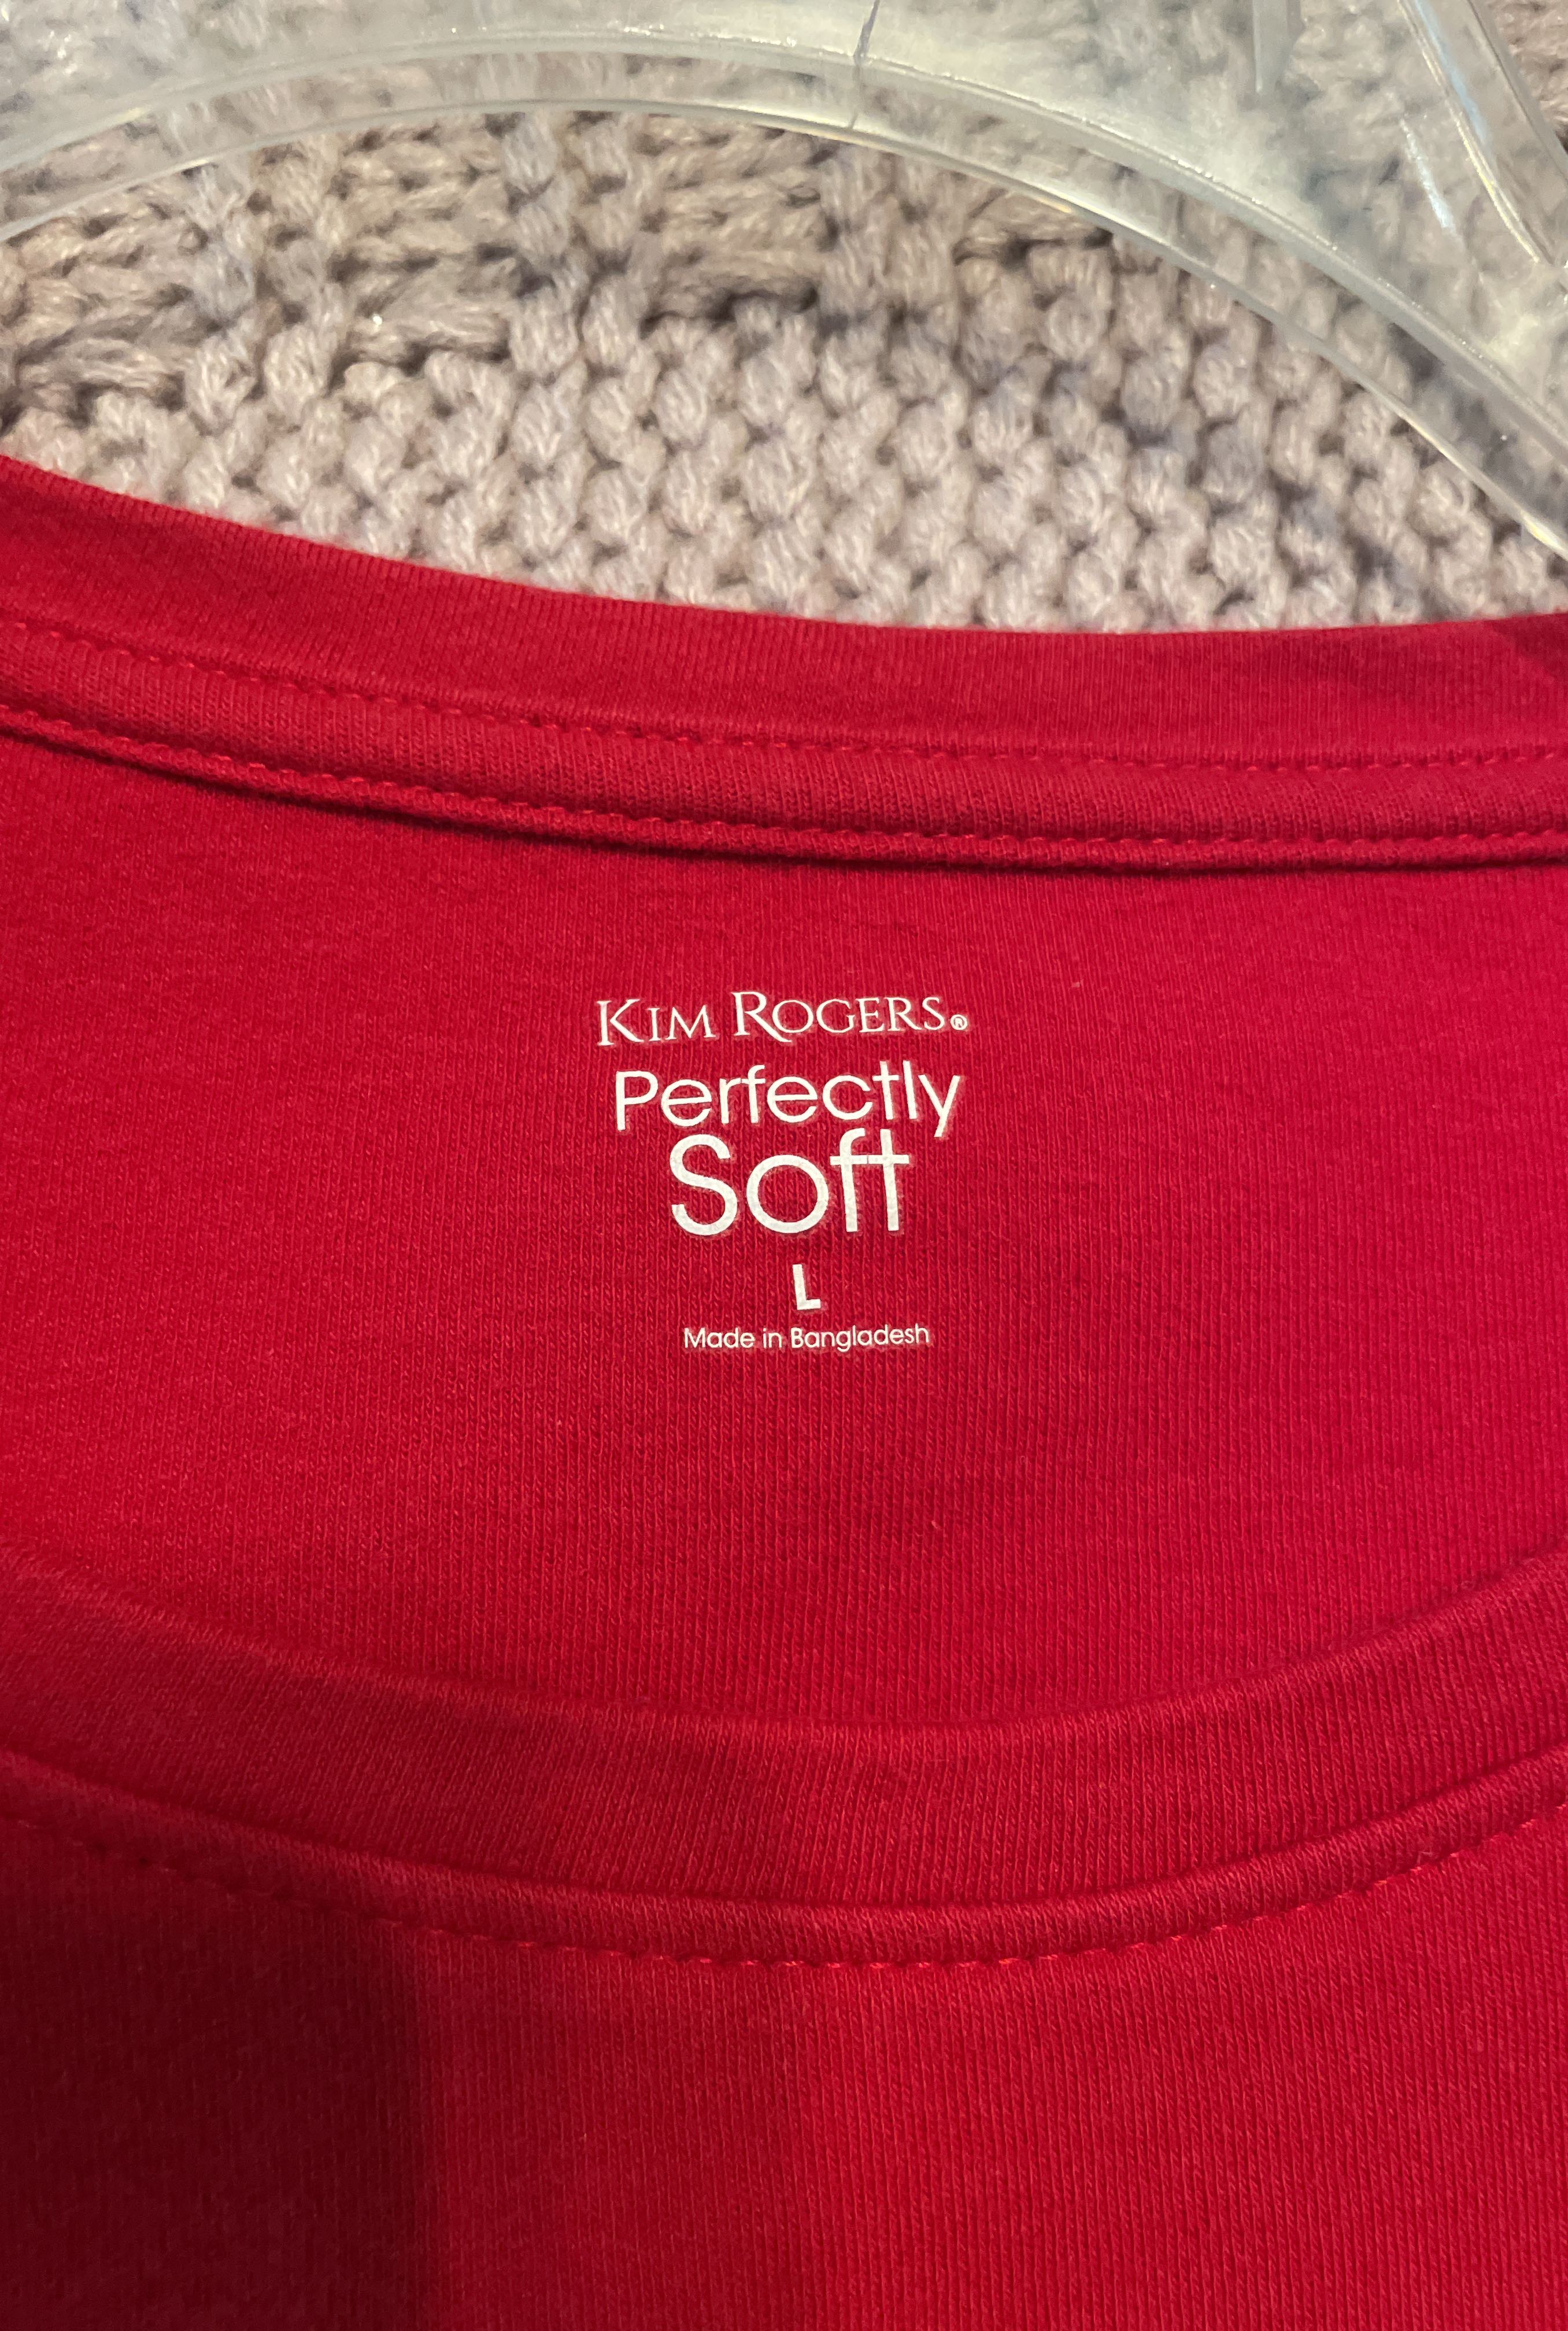 KIM ROGERS®
Perfectly
Soft
L
Made in Bangladesh